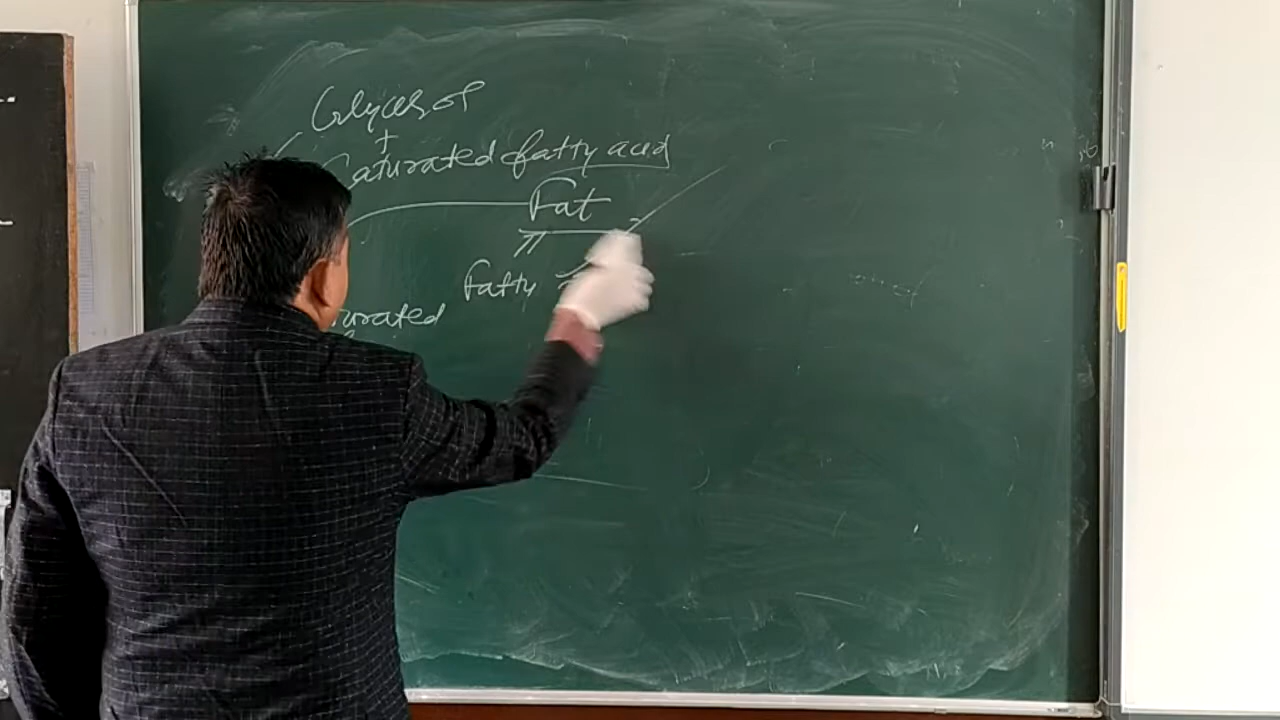 Glycerol
+
Saturated fatty acid
Fat
Fatty
urated